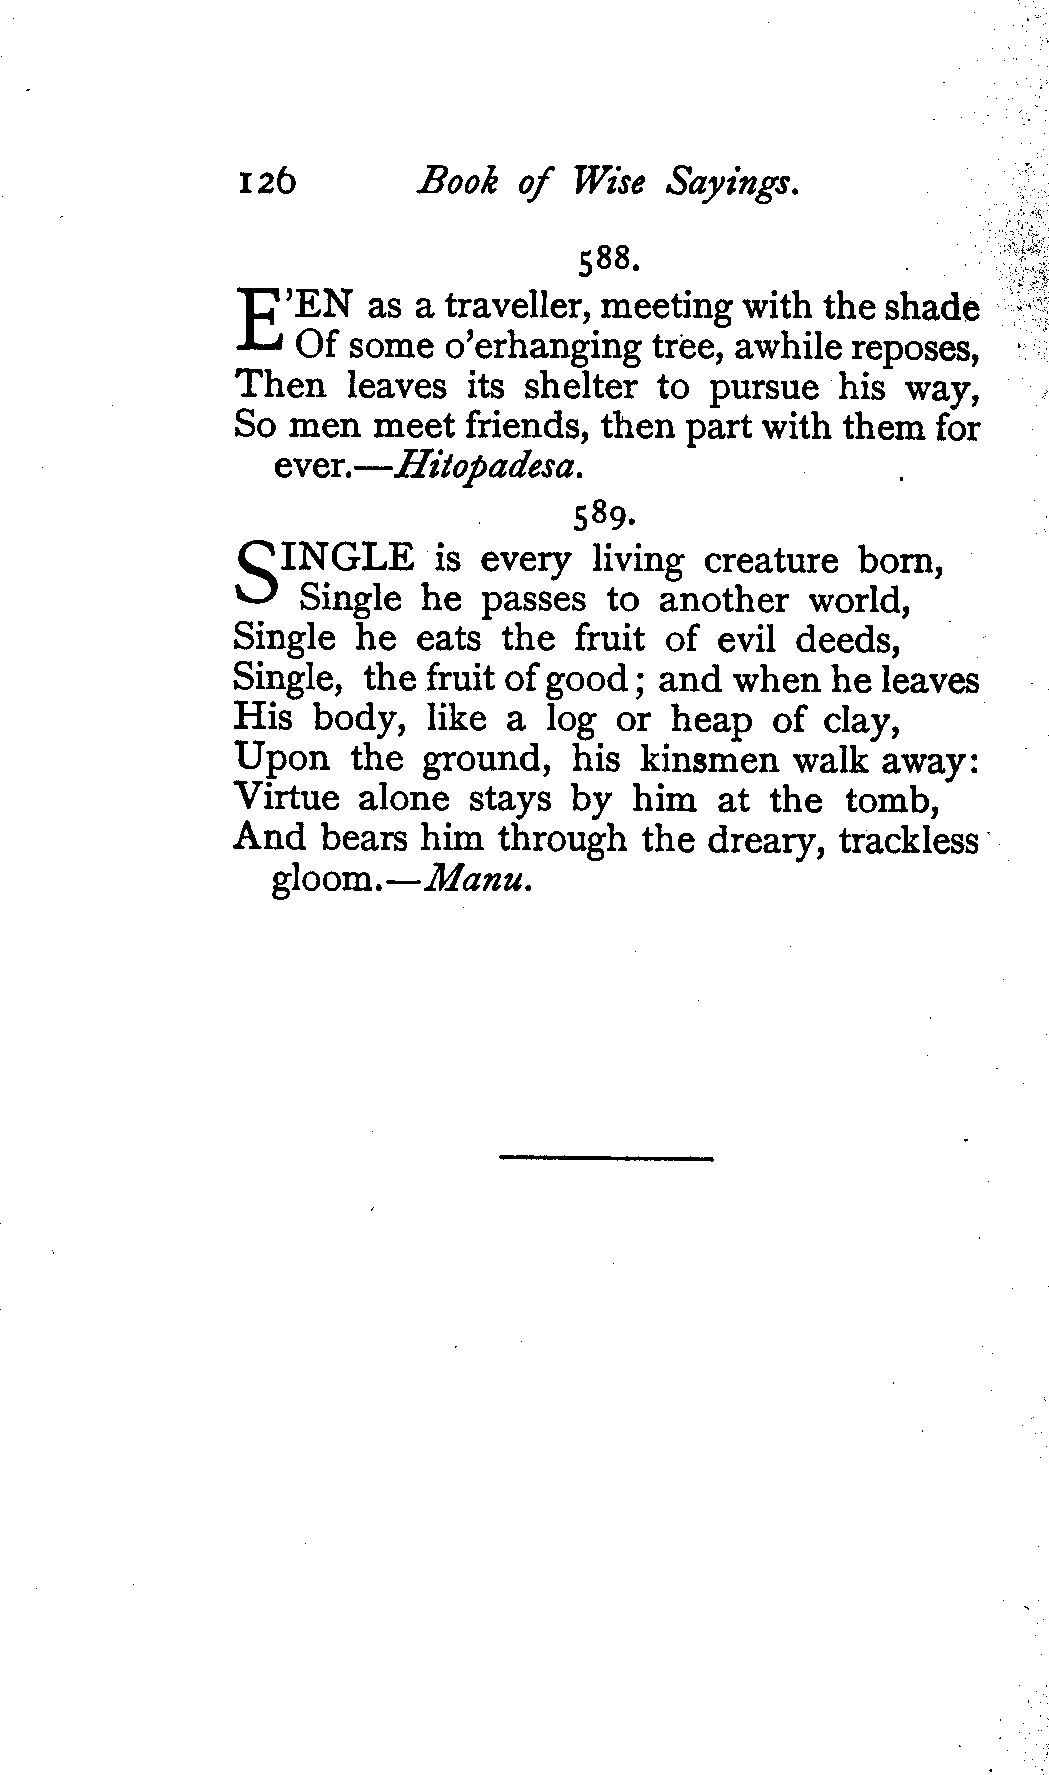 126 Book of Wise Sayings.
588.
E'EN as a traveller, meeting with the shade
Of some o'erhanging tree, awhile reposes,
Then leaves its shelter to pursue his way,
So men meet friends, then part with them for
ever.—Hitopadesa.
589.
SINGLE is every living creature born,
Single he passes to another world,
Single he eats the fruit of evil deeds,
Single, the fruit of good; and when he leaves
His body, like a log or heap of clay,
Upon the ground, his kinsmen walk away:
Virtue alone stays by him at the tomb,
And bears him through the dreary, trackless
gloom.—Manu.